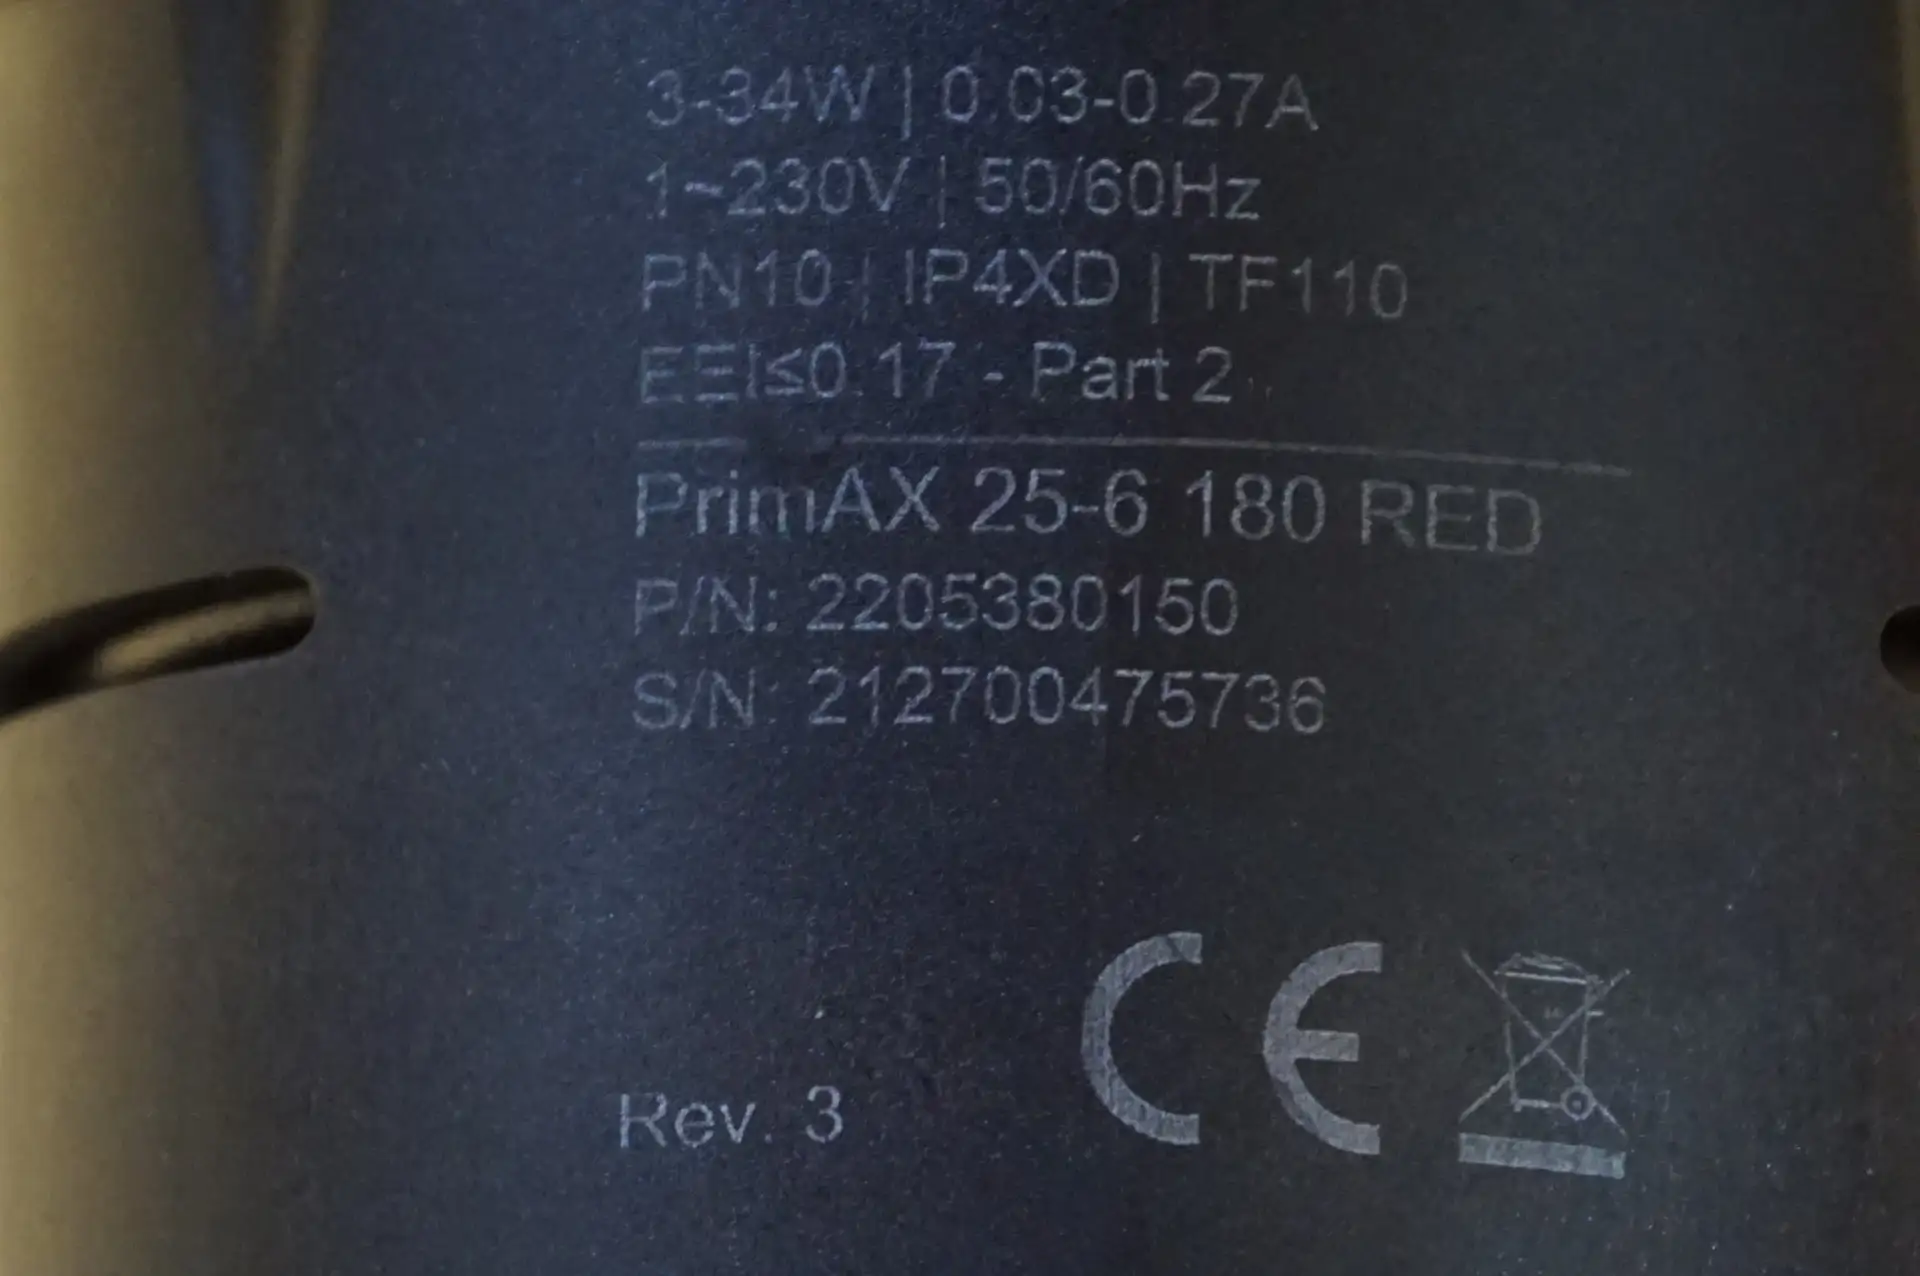 3-34W | 0.03-0.27A
1~230V | 50/60Hz
PN10 | IP4XD | TF110
EEI≤0.17 - Part 2
PrimAX 25-6 180 RED
P/N: 2205380150
S/N: 212700475736
CE
Rev. 3